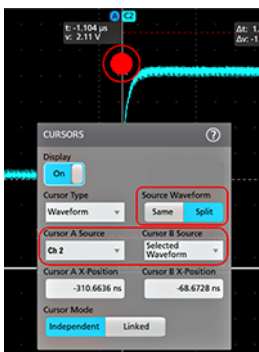 A C2
t: -1.104 µs
v: 2.11 V
Δt: 1.
Δv: -1
CURSORS ?
Display
On
Cursor Type Source Waveform
Waveform Same Split
Cursor A Source Cursor B Source
Ch 2 Selected Waveform
Cursor A X-Position Cursor B X-Position
-310.6636 ns -68.6728 ns
Cursor Mode
Independent Linked